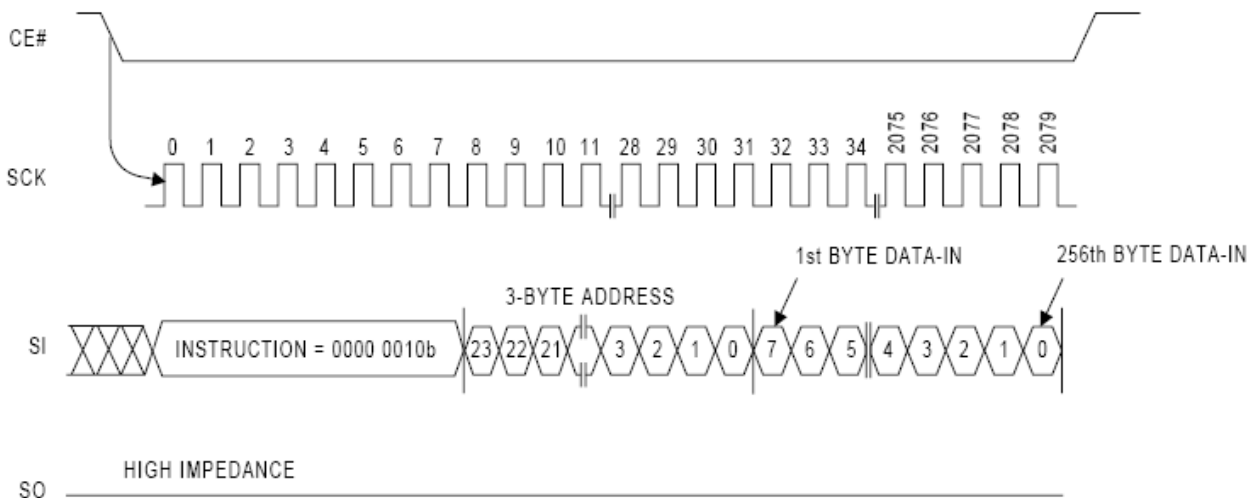 CE#
0 1 2 3 4 5 6 7 8 9 10 11 28 29 30 31 32 33 34 2075 2076 2077 2078 2079
SCK
1st BYTE DATA-IN 256th BYTE DATA-IN
3-BYTE ADDRESS
SI INSTRUCTION = 0000 0010b 23 22 21 3 2 1 0 7 6 5 4 3 2 1 0
HIGH IMPEDANCE
SO